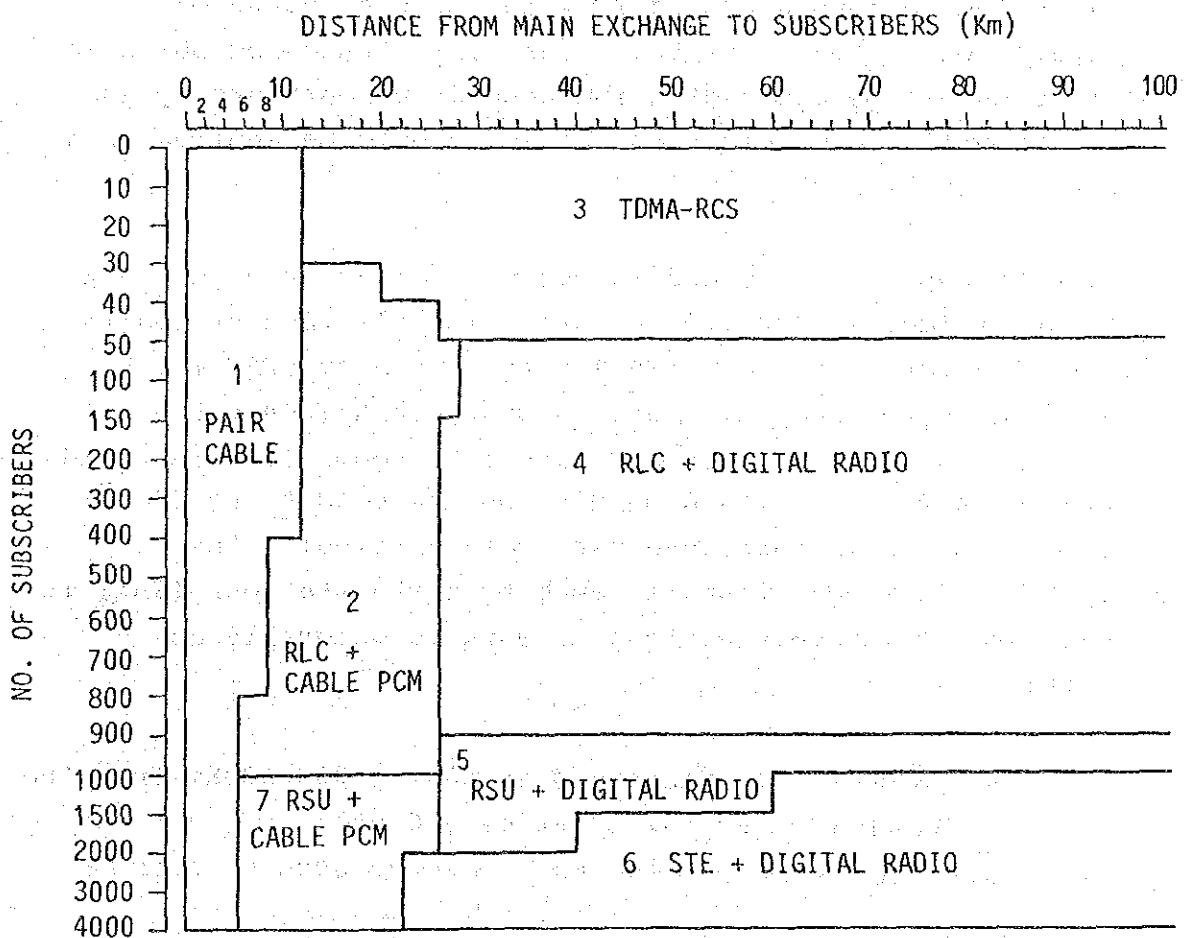 DISTANCE FROM MAIN EXCHANGE TO SUBSCRIBERS (Km)
0 10 20 30 40 50 60 70 80 90 100
2 4 6 8
NO. OF SUBSCRIBERS
0
10
20
30
40
50
100
150
200
300
400
500
600
700
800
900
1000
1500
2000
3000
4000
3 TDMA-RCS
1
PAIR
CABLE
4 RLC + DIGITAL RADIO
2
RLC +
CABLE PCM
5
RSU + DIGITAL RADIO
7 RSU +
CABLE PCM
6 STE + DIGITAL RADIO